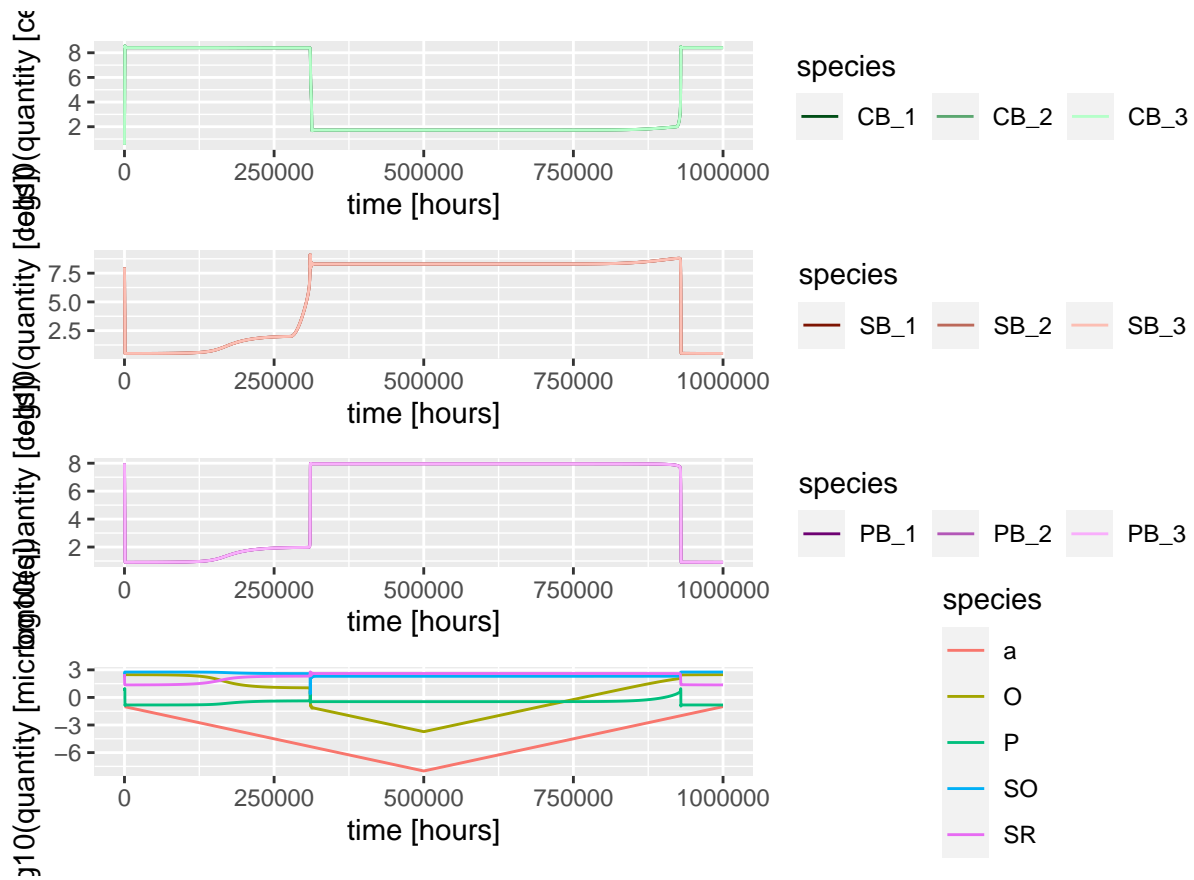 8
6
4
2
0 250000 500000 750000 1000000
time [hours]
species
CB_1 CB_2 CB_3
7.5
5.0
2.5
0 250000 500000 750000 1000000
time [hours]
species
SB_1 SB_2 SB_3
8
6
4
2
0 250000 500000 750000 1000000
time [hours]
species
PB_1 PB_2 PB_3
3
0
−3
−6
0 250000 500000 750000 1000000
time [hours]
species
a
O
P
SO
SR